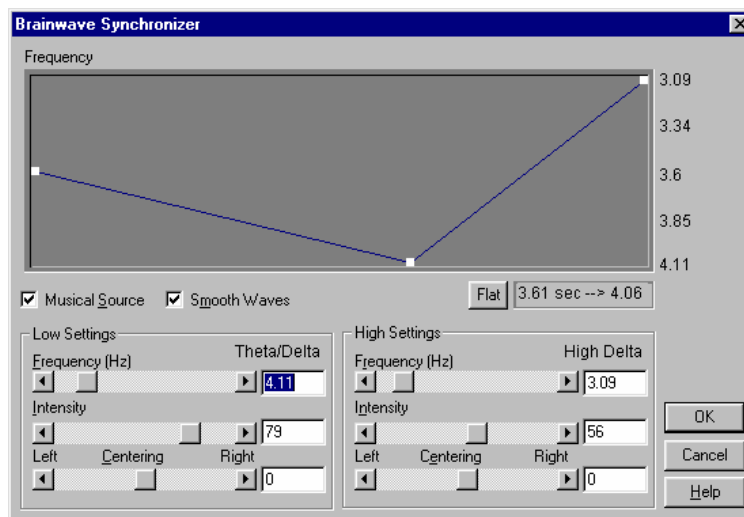 Brainwave Synchronizer
Frequency
3.09
3.34
3.6
3.85
4.11
Musical Source Smooth Waves
Flat 3.61 sec --> 4.06
Low Settings
Theta/Delta
Frequency (Hz)
4.11
Intensity
79
Left Centering Right
0
High Settings
High Delta
Frequency (Hz)
3.09
Intensity
56
Left Centering Right
0
OK
Cancel
Help